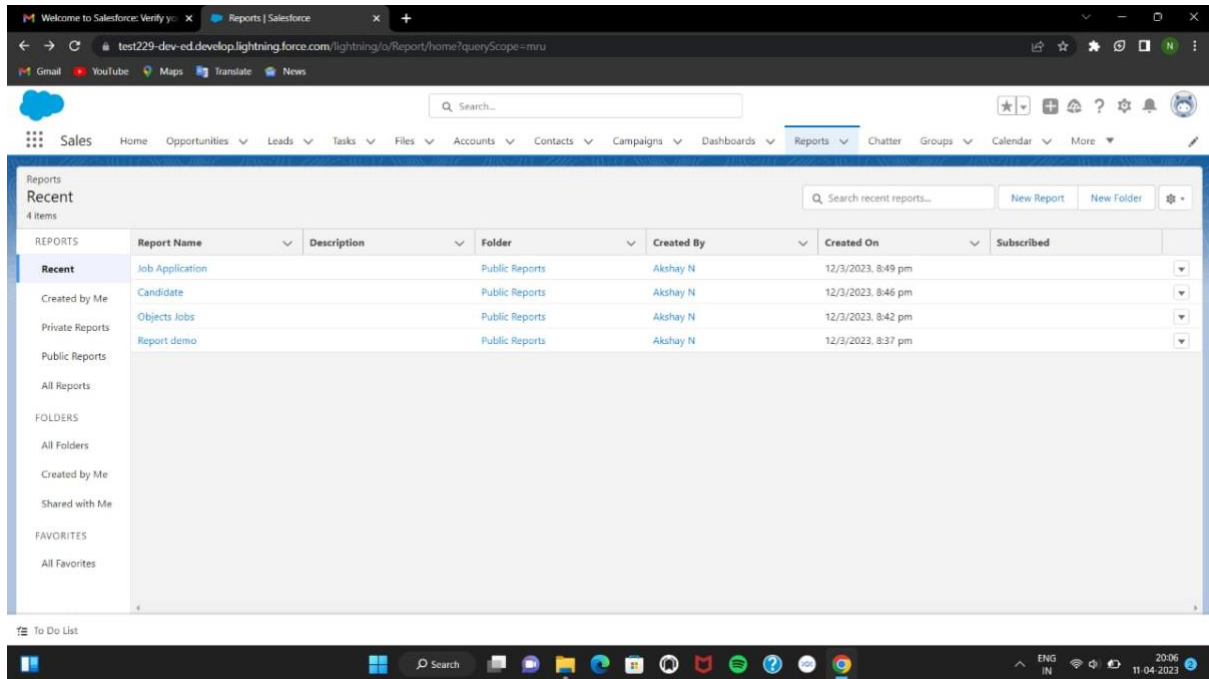 Welcome to Salesforce: Verify yo
Reports | Salesforce
test229-dev-ed.develop.lightning.force.com/lightning/o/Report/home?queryScope=mru
N
Gmail YouTube Maps Translate News
Search...
Sales Home Opportunities Leads Tasks Files Accounts Contacts Campaigns Dashboards Reports Chatter Groups Calendar More
Reports
Recent
4 items
Search recent reports...
New Report New Folder
REPORTS
Recent
Created by Me
Private Reports
Public Reports
All Reports
FOLDERS
All Folders
Created by Me
Shared with Me
FAVORITES
All Favorites
Report Name Description Folder Created By Created On Subscribed
Job Application Public Reports Akshay N 12/3/2023, 8:49 pm
Candidate Public Reports Akshay N 12/3/2023, 8:46 pm
Objects Jobs Public Reports Akshay N 12/3/2023, 8:42 pm
Report demo Public Reports Akshay N 12/3/2023, 8:37 pm
To Do List
Search
ENG
IN
20:06
11-04-2023
2